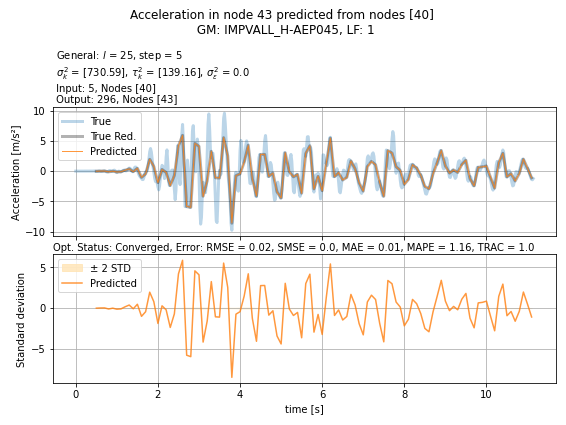 Acceleration in node 43 predicted from nodes [40]
GM: IMPVALL_H-AEP045, LF: 1
General: l = 25, step = 5
σ²ₖ = [730.59], τ²ₖ = [139.16], σ²ε = 0.0
Input: 5, Nodes [40]
Output: 296, Nodes [43]
10
5
0
−5
−10
Acceleration [m/s²]
True
True Red.
Predicted
Opt. Status: Converged, Error: RMSE = 0.02, SMSE = 0.0, MAE = 0.01, MAPE = 1.16, TRAC = 1.0
5
0
−5
Standard deviation
± 2 STD
Predicted
0 2 4 6 8 10
time [s]